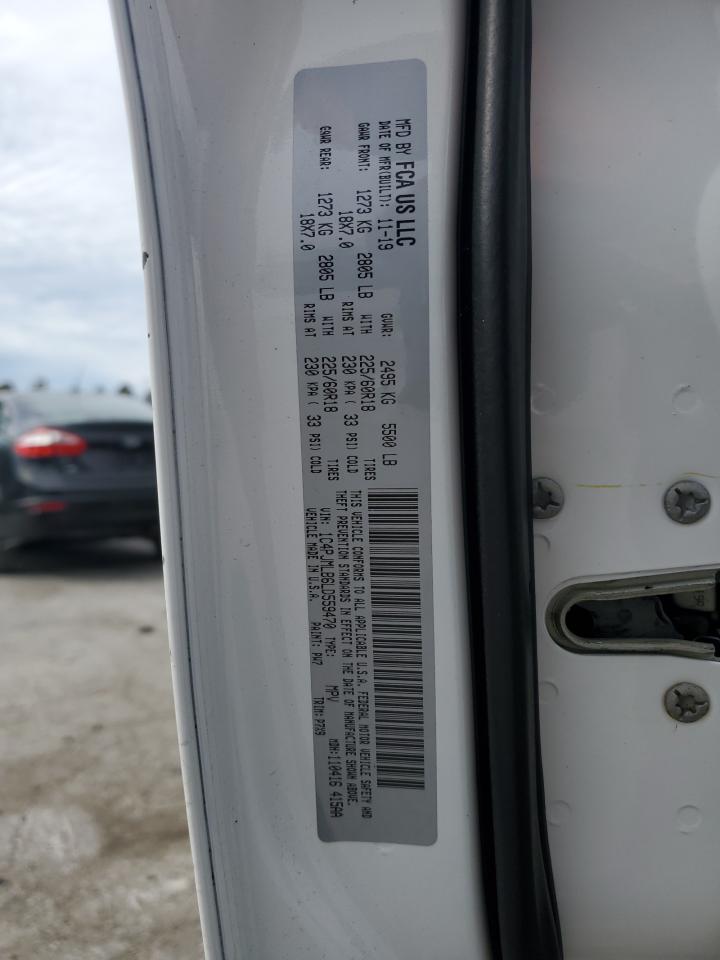 MFD BY FCA US LLC
DATE OF MFR(BUILT): 11-19 GVWR: 2495 KG 5500 LB
GAWR FRONT: 1273 KG 2805 LB WITH 225/60R18 TIRES
18X7.0 RIMS AT 230 KPA ( 33 PSI) COLD
GAWR REAR: 1273 KG 2805 LB WITH 225/60R18 TIRES
18X7.0 RIMS AT 230 KPA ( 33 PSI) COLD
THIS VEHICLE CONFORMS TO ALL APPLICABLE U.S.A. FEDERAL MOTOR VEHICLE SAFETY AND
THEFT PREVENTION STANDARDS IN EFFECT ON THE DATE OF MANUFACTURE SHOWN ABOVE.
VIN: 1C4PJMLB6LD559470 TYPE: MPV MDH:110416 415AA
VEHICLE MADE IN U.S.A. PAINT: PW7 TRIM: P7X9